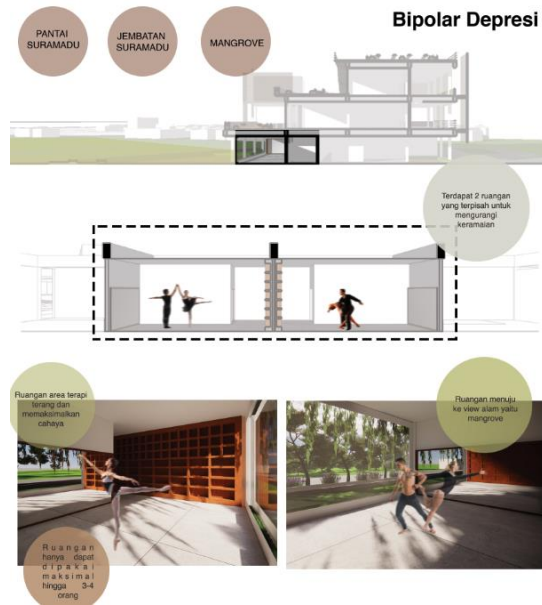 Bipolar Depresi
PANTAI
SURAMADU
JEMBATAN
SURAMADU
MANGROVE
Terdapat 2 ruangan
yang terpisah untuk
mengurangi
keramaian
Ruangan area terapi
terang dan
memaksimalkan
cahaya
Ruangan menuju
ke view alam yaitu
mangrove
Ruangan
hanya dapat
dipakai
maksimal
hingga 3-4
orang